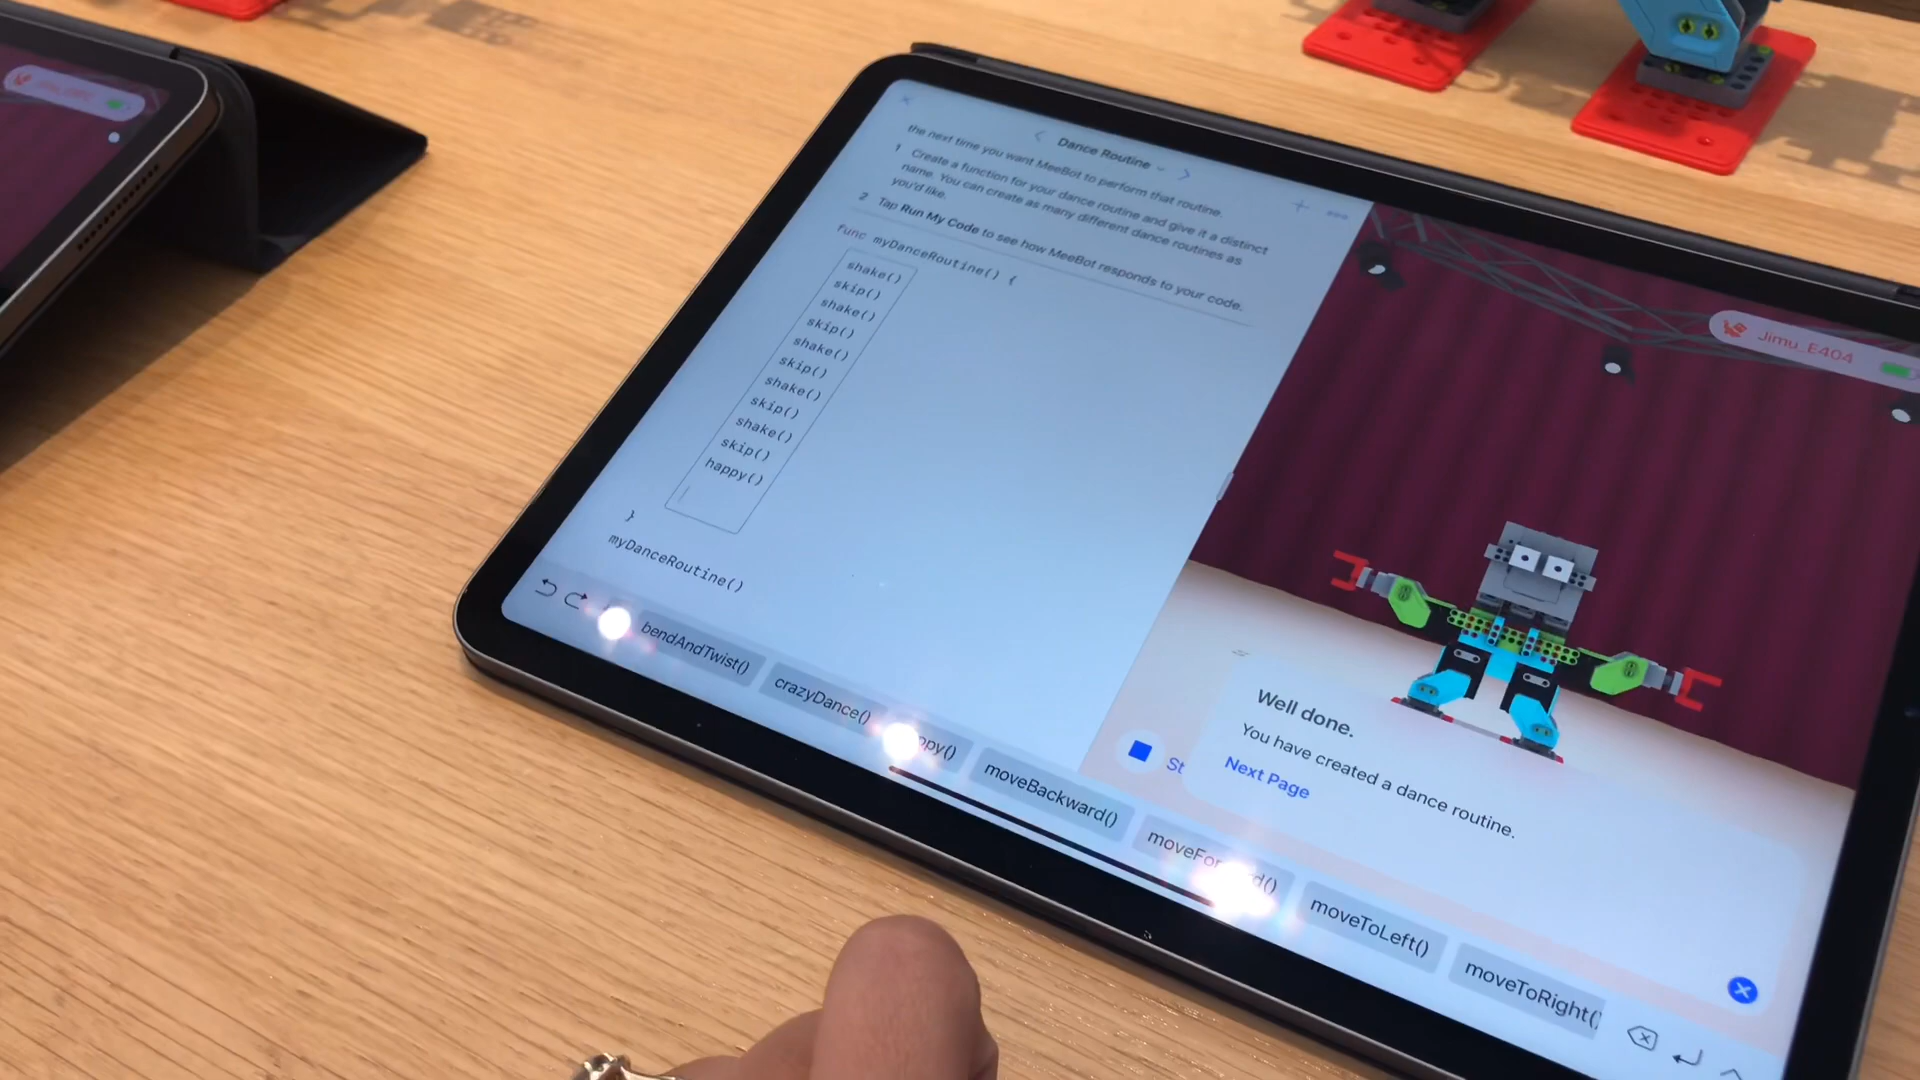 Dance Routine
the next time you want MeeBot to perform that routine.
1 Create a function for your dance routine and give it a distinct
name. You can create as many different dance routines as
you'd like.
2 Tap Run My Code to see how MeeBot responds to your code.
func myDanceRoutine() {
shake()
skip()
shake()
skip()
shake()
skip()
shake()
skip()
shake()
skip()
happy()
}
myDanceRoutine()
Jimu_E404
Well done.
You have created a dance routine.
Next Page
St
bendAndTwist()
crazyDance()
ppy()
moveBackward()
moveFor d()
moveToLeft()
moveToRight()